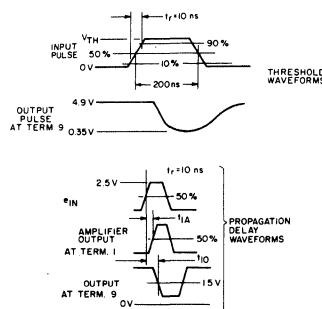 tr=10 ns
VTH
INPUT PULSE
90%
50%
10%
0V
200ns
THRESHOLD WAVEFORMS
OUTPUT PULSE AT TERM 9
4.9V
0.35V
tr=10 ns
2.5V
eIN
50%
t1A
AMPLIFIER OUTPUT AT TERM. 1
50%
PROPAGATION DELAY WAVEFORMS
t10
OUTPUT AT TERM. 9
1.5V
0V